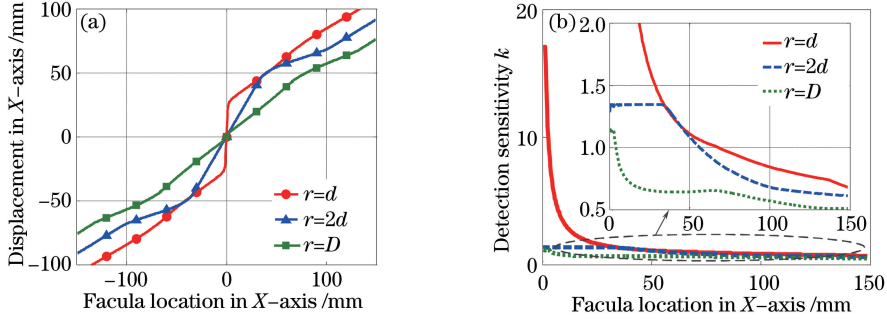 (a)
Displacement in X-axis /mm
100
50
0
-50
-100
-100
0
100
Facula location in X-axis /mm
r=d
r=2d
r=D
(b)
Detection sensitivity k
20
10
0
0
50
100
150
Facula location in X-axis /mm
2.0
1.5
1.0
0.5
0
50
100
150
r=d
r=2d
r=D